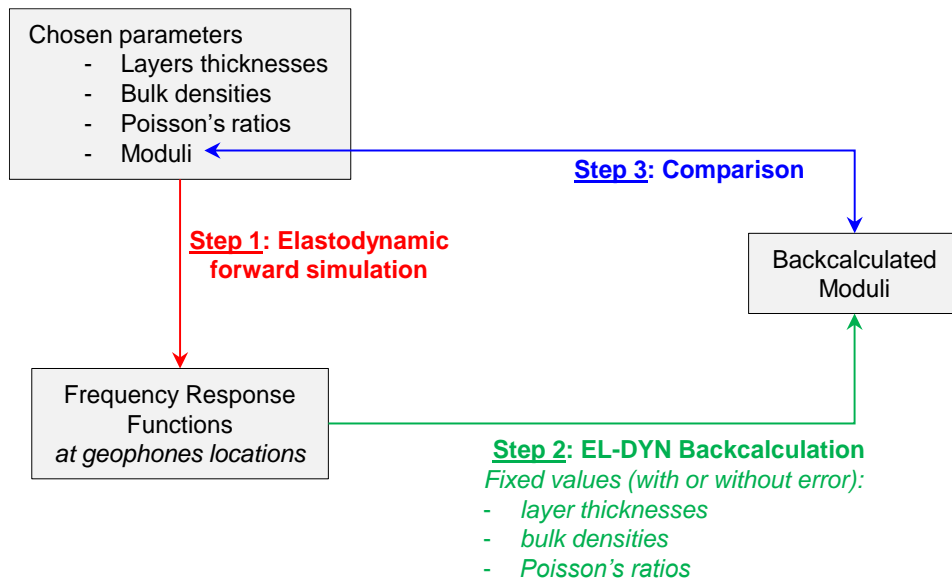 Chosen parameters
- Layers thicknesses
- Bulk densities
- Poisson's ratios
- Moduli
Step 3: Comparison
Step 1: Elastodynamic
forward simulation
Backcalculated
Moduli
Frequency Response
Functions
at geophones locations
Step 2: EL-DYN Backcalculation
Fixed values (with or without error):
- layer thicknesses
- bulk densities
- Poisson's ratios